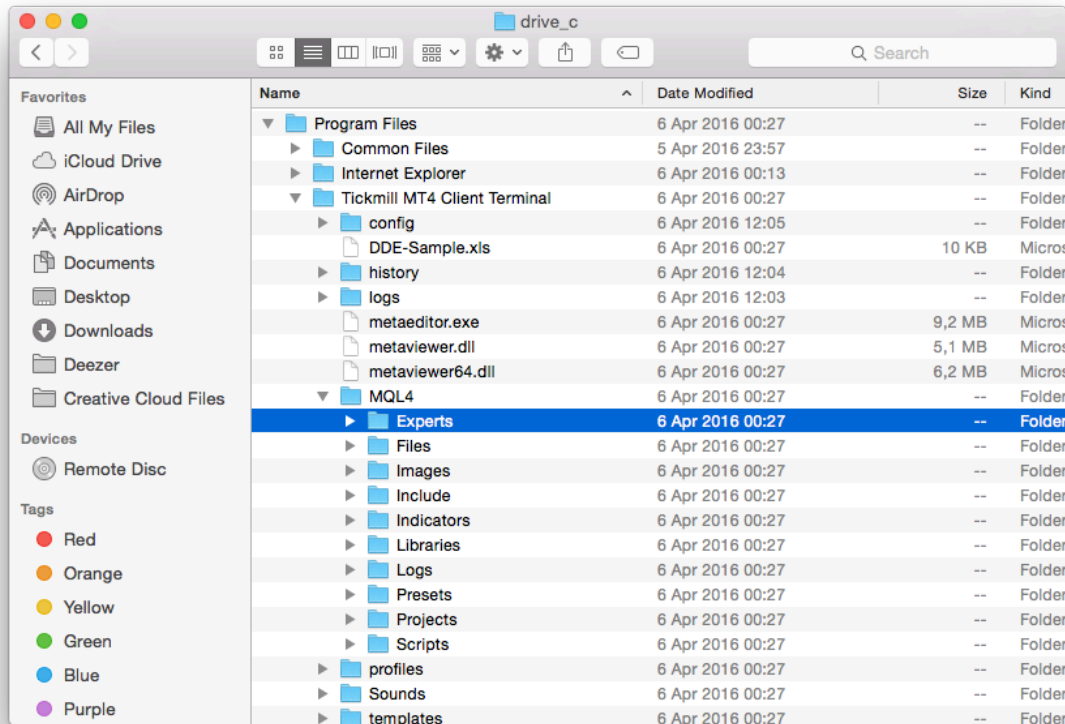 drive_c
Search
Favorites
All My Files
iCloud Drive
AirDrop
Applications
Documents
Desktop
Downloads
Deezer
Creative Cloud Files
Devices
Remote Disc
Tags
Red
Orange
Yellow
Green
Blue
Purple
Name Date Modified Size Kind
Program Files 6 Apr 2016 00:27 -- Folder
Common Files 5 Apr 2016 23:57 -- Folder
Internet Explorer 6 Apr 2016 00:13 -- Folder
Tickmill MT4 Client Terminal 6 Apr 2016 00:27 -- Folder
config 6 Apr 2016 12:05 -- Folder
DDE-Sample.xls 6 Apr 2016 00:27 10 KB Micros
history 6 Apr 2016 12:04 -- Folder
logs 6 Apr 2016 12:03 -- Folder
metaeditor.exe 6 Apr 2016 00:27 9,2 MB Micros
metaviewer.dll 6 Apr 2016 00:27 5,1 MB Micros
metaviewer64.dll 6 Apr 2016 00:27 6,2 MB Micros
MQL4 6 Apr 2016 00:27 -- Folder
Experts 6 Apr 2016 00:27 -- Folder
Files 6 Apr 2016 00:27 -- Folder
Images 6 Apr 2016 00:27 -- Folder
Include 6 Apr 2016 00:27 -- Folder
Indicators 6 Apr 2016 00:27 -- Folder
Libraries 6 Apr 2016 00:27 -- Folder
Logs 6 Apr 2016 00:27 -- Folder
Presets 6 Apr 2016 00:27 -- Folder
Projects 6 Apr 2016 00:27 -- Folder
Scripts 6 Apr 2016 00:27 -- Folder
profiles 6 Apr 2016 00:27 -- Folder
Sounds 6 Apr 2016 00:27 -- Folder
templates 6 Apr 2016 00:27 -- Folder